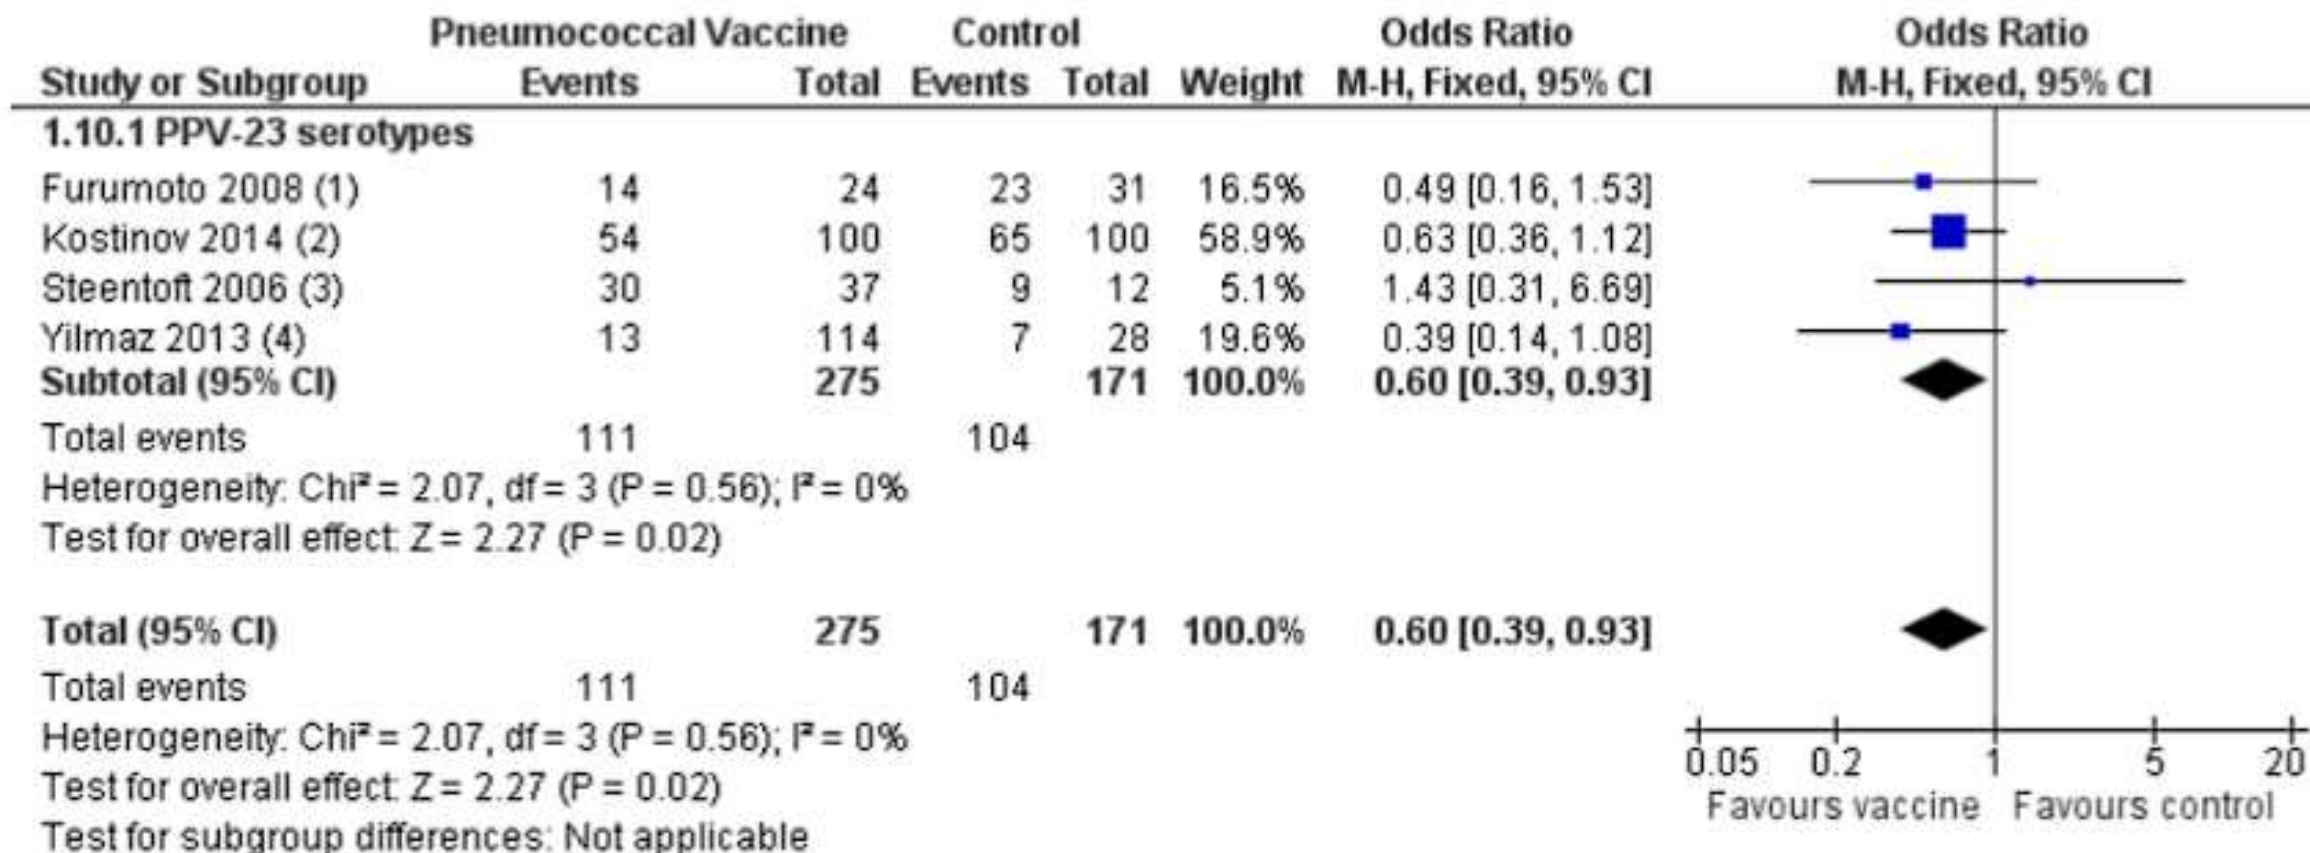 Pneumococcal Vaccine Control Odds Ratio Odds Ratio
Study or Subgroup Events Total Events Total Weight M-H, Fixed, 95% CI M-H, Fixed, 95% CI
1.10.1 PPV-23 serotypes
Furumoto 2008 (1) 14 24 23 31 16.5% 0.49 [0.16, 1.53]
Kostinov 2014 (2) 54 100 65 100 58.9% 0.63 [0.36, 1.12]
Steentoft 2006 (3) 30 37 9 12 5.1% 1.43 [0.31, 6.69]
Yilmaz 2013 (4) 13 114 7 28 19.6% 0.39 [0.14, 1.08]
Subtotal (95% CI) 275 171 100.0% 0.60 [0.39, 0.93]
Total events 111 104
Heterogeneity: Chi² = 2.07, df = 3 (P = 0.56); I² = 0%
Test for overall effect: Z = 2.27 (P = 0.02)
Total (95% CI) 275 171 100.0% 0.60 [0.39, 0.93]
Total events 111 104
Heterogeneity: Chi² = 2.07, df = 3 (P = 0.56); I² = 0%
Test for overall effect: Z = 2.27 (P = 0.02)
Test for subgroup differences: Not applicable
0.05 0.2 1 5 20
Favours vaccine Favours control